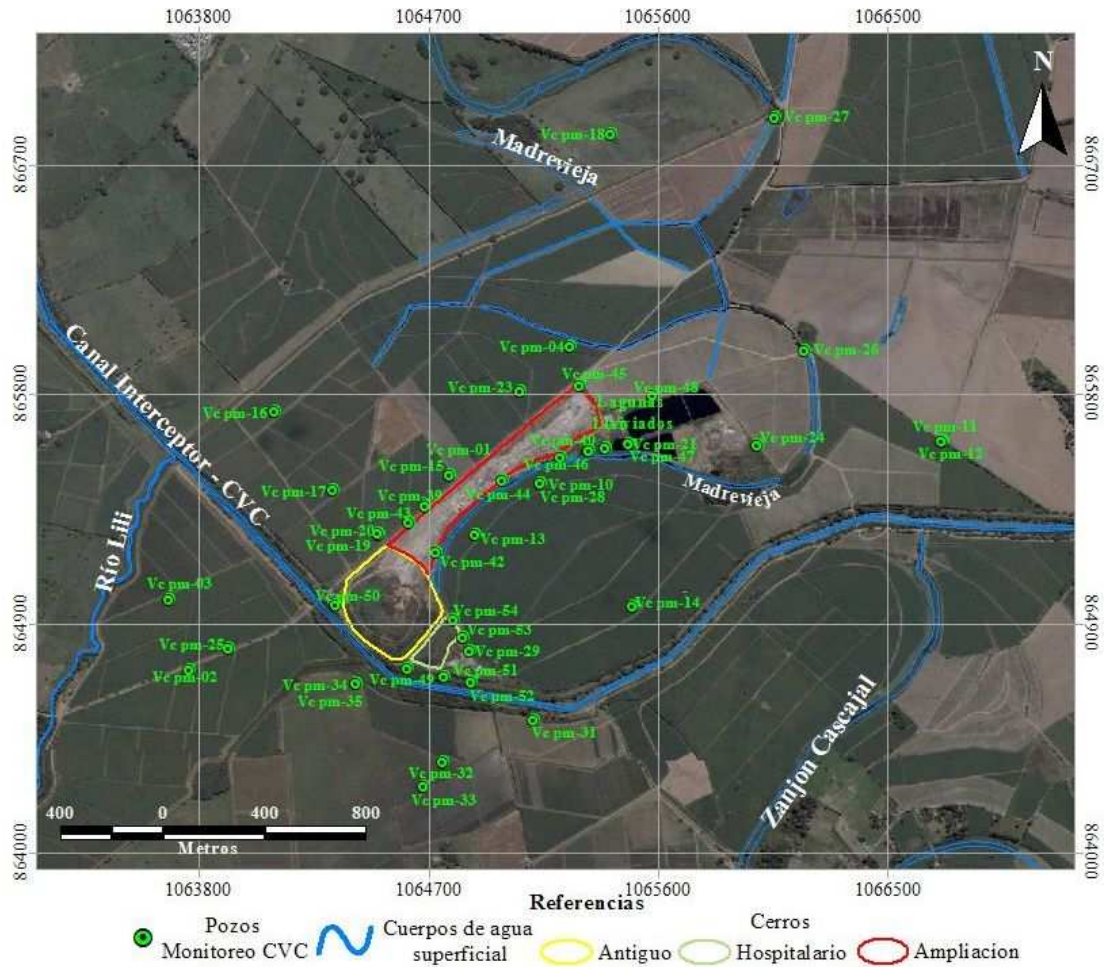 1063800
1064700
1065600
1066500
N
Vc pm-27
Vc pm-18
Madrevieja
866700
866700
Vc pm-04
Vc pm-26
Canal Interceptor - CVC
865800
865800
Vc pm-45
Vc pm-23
Vc pm-48
Lagunas
Lixiviados
Vc pm-16
Vc pm-11
Vc pm-12
Vc pm-01
Vc pm-40
Vc pm-21
Vc pm-24
Vc pm-47
Vc pm-15
Vc pm-46
Vc pm-17
Vc pm-44
Vc pm-10
Vc pm-28
Madrevieja
Vc pm-39
Vc pm-43
Vc pm-20
Vc pm-19
Vc pm-13
Vc pm-42
Río Lili
Vc pm-03
Vc pm-50
Vc pm-14
Vc pm-54
Vc pm-53
864900
864900
Vc pm-25
Vc pm-29
Vc pm-02
Vc pm-49
Vc pm-51
Vc pm-34
Vc pm-35
Vc pm-52
Vc pm-31
Zanjon Cascajal
Vc pm-32
Vc pm-33
400 0 400 800
Metros
864000
864000
1063800
1064700
1065600
1066500
Referencias
Pozos
Monitoreo CVC
Cuerpos de agua
superficial
Cerros
Antiguo
Hospitalario
Ampliacion